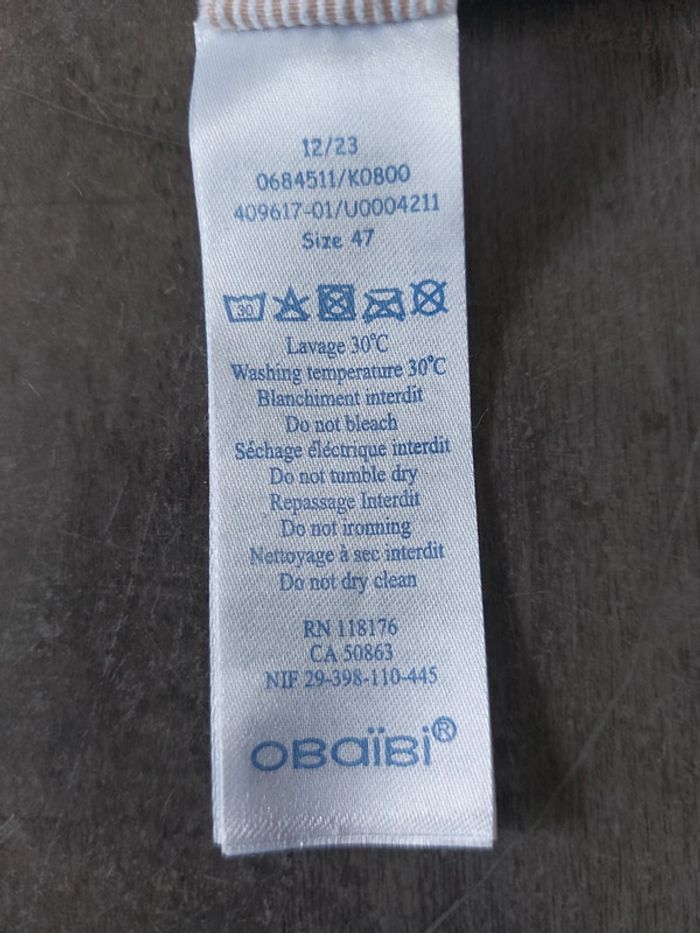 12/23
0684511/K0800
409617-01/U0004211
Size 47
30
Lavage 30°C
Washing temperature 30°C
Blanchiment interdit
Do not bleach
Séchage éléctrique interdit
Do not tumble dry
Repassage Interdit
Do not ironning
Nettoyage à sec interdit
Do not dry clean
RN 118176
CA 50863
NIF 29-398-110-445
OBaïBi®